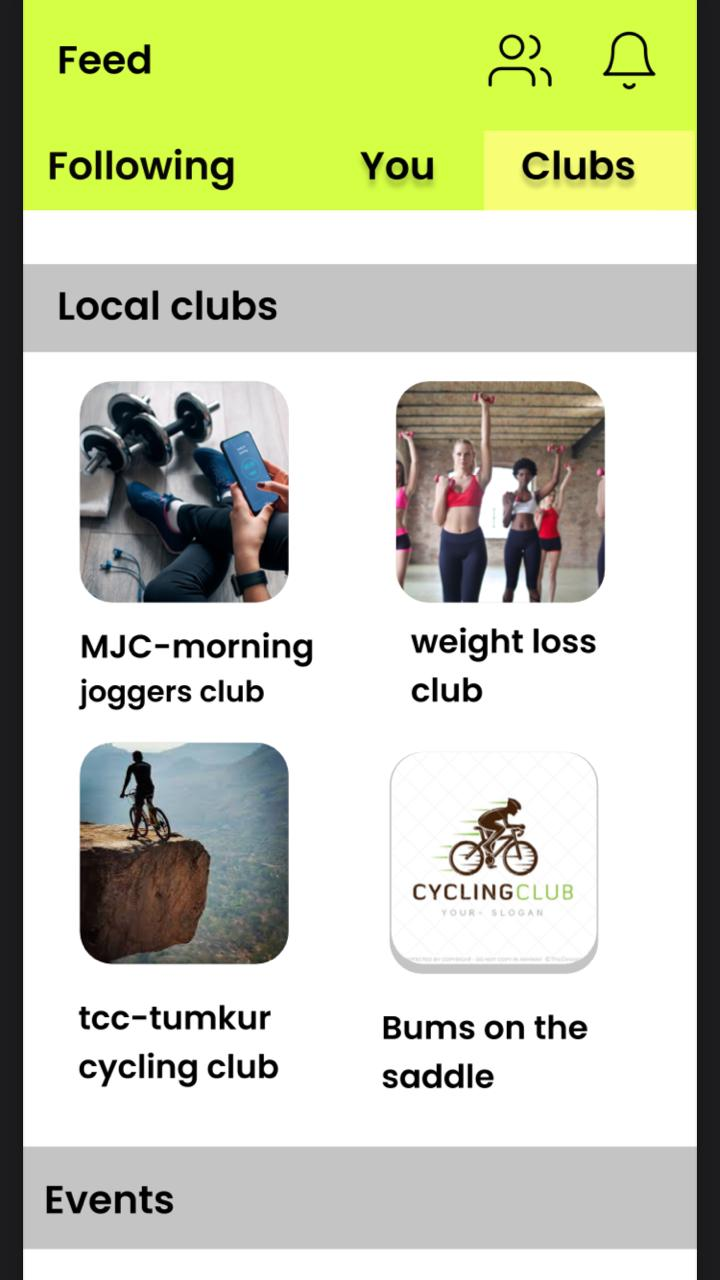 Feed
Following You Clubs
Local clubs
MJC-morning
joggers club
weight loss
club
CYCLINGCLUB
YOUR SLOGAN
tcc-tumkur
cycling club
Bums on the
saddle
Events